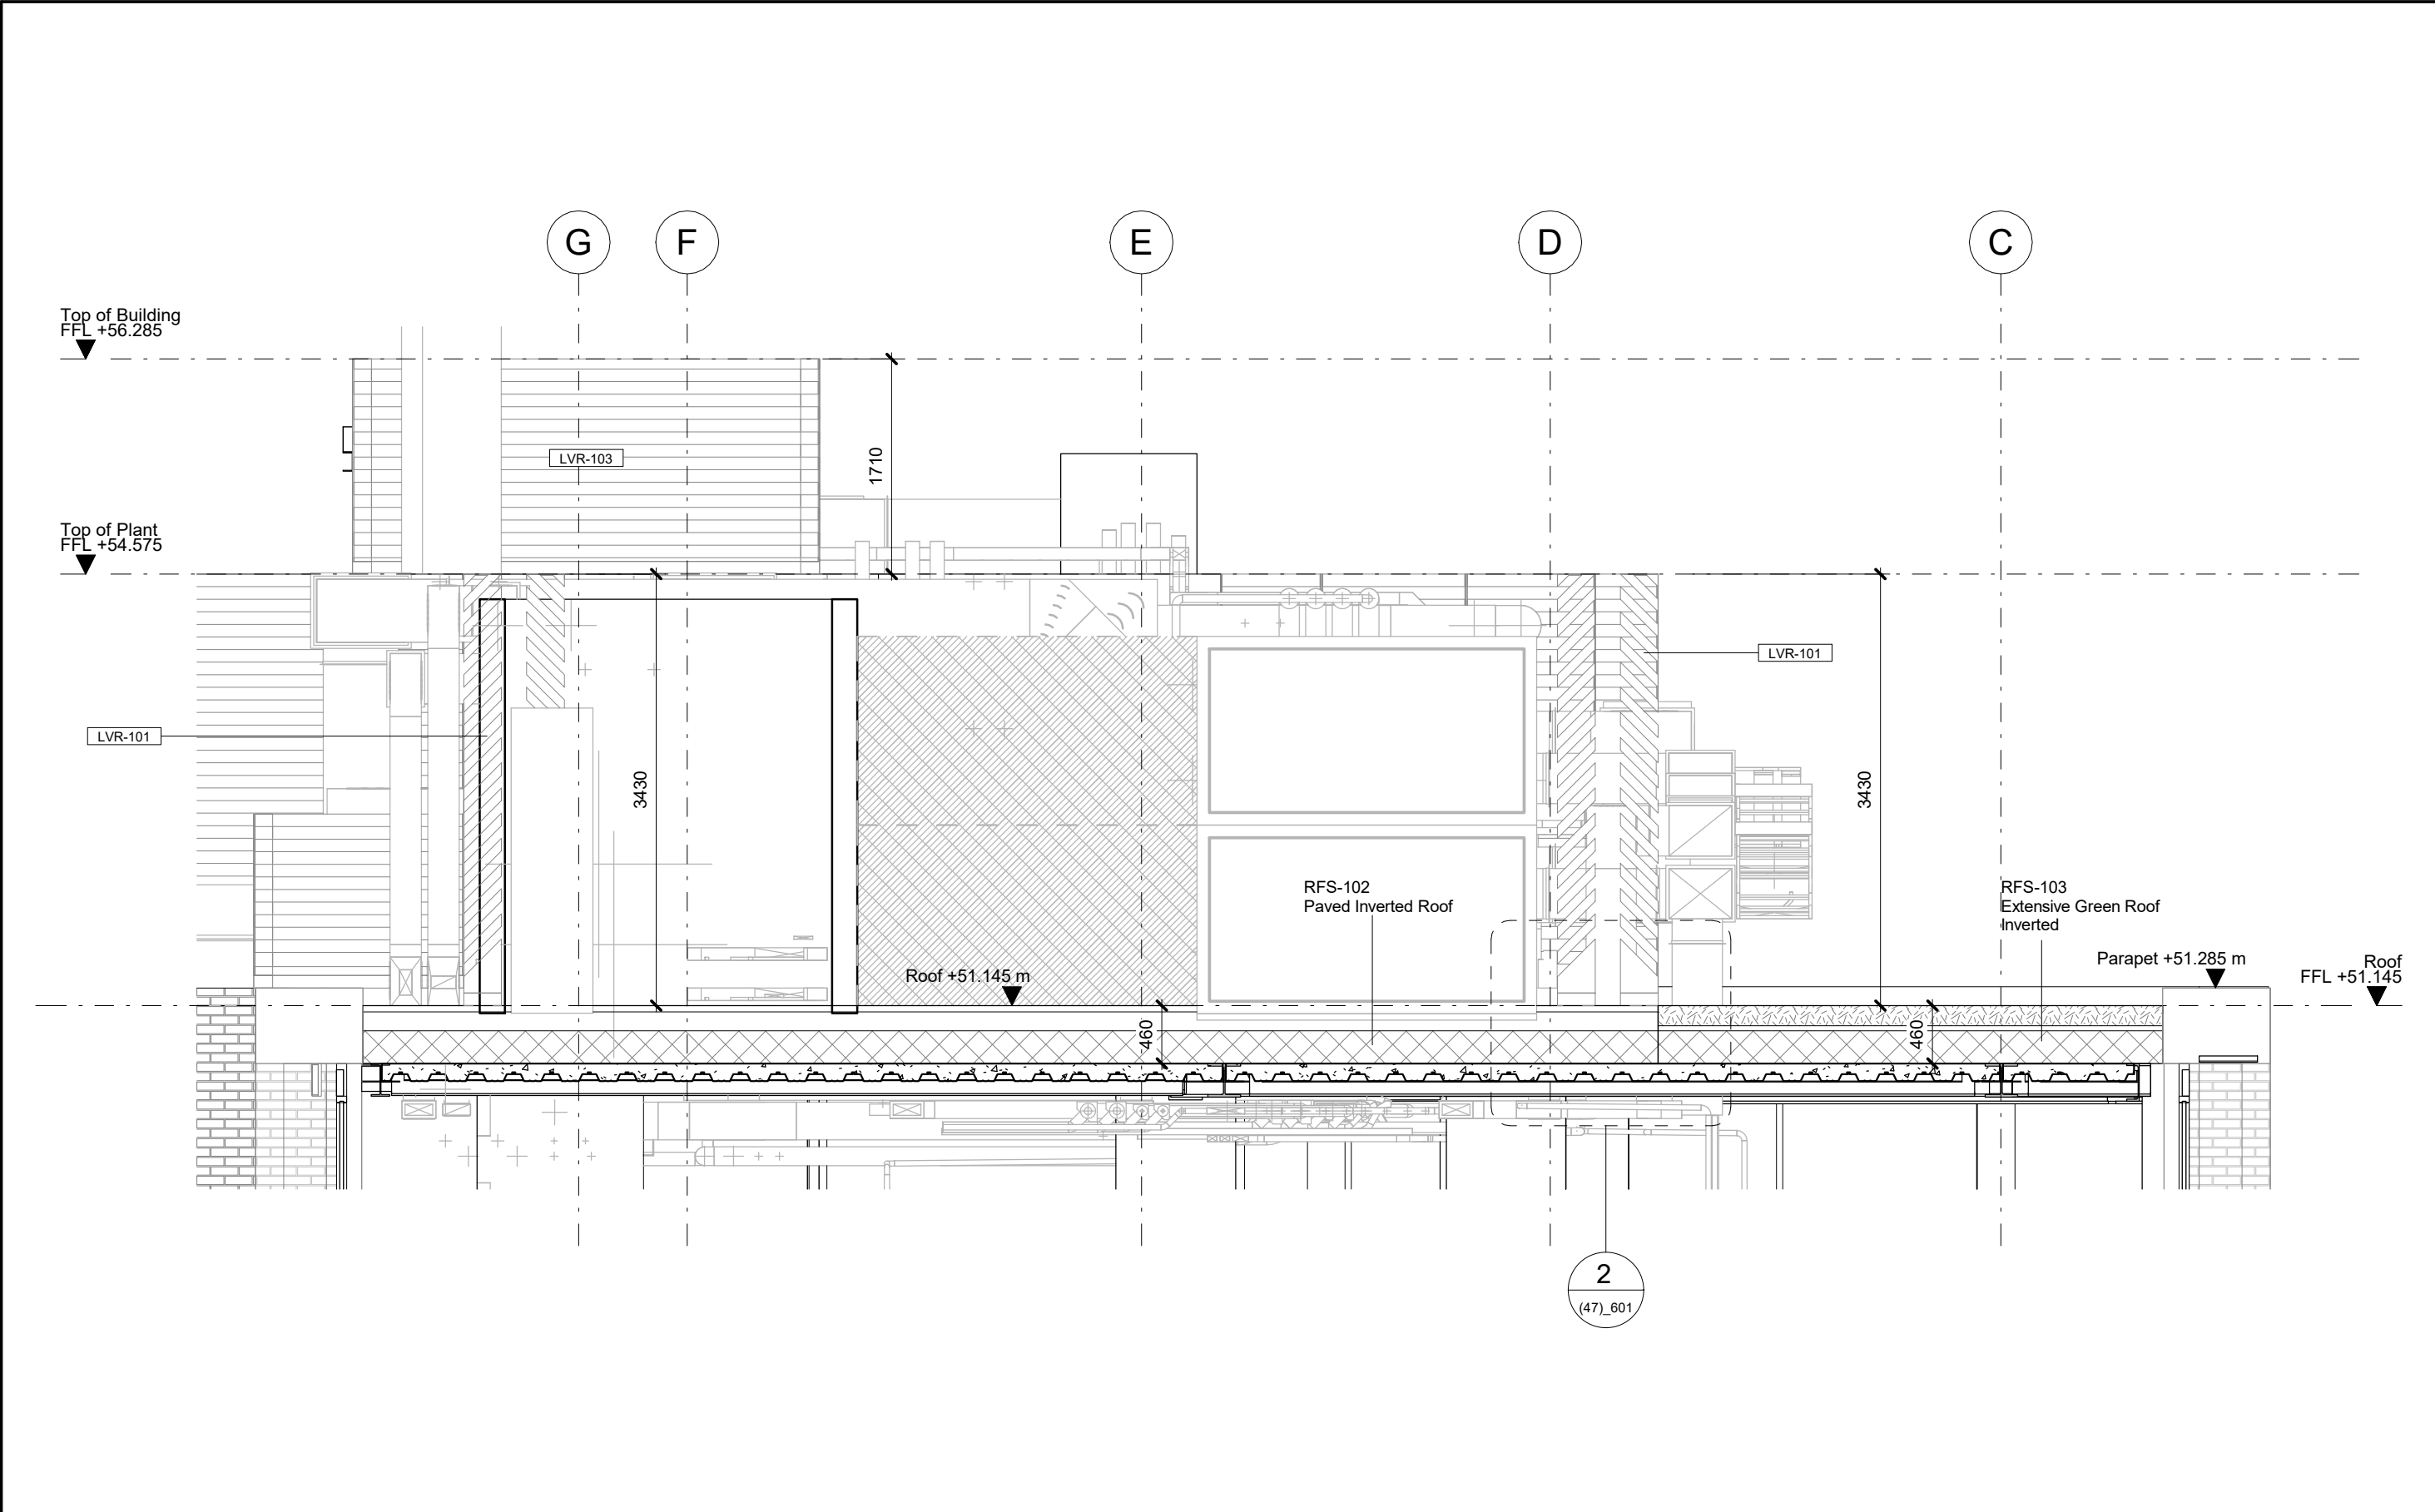 G
F
E
D
C
Top of Building
FFL +56.285
LVR-103
1710
Top of Plant
FFL +54.575
LVR-101
LVR-101
3430
3430
RFS-102
Paved Inverted Roof
RFS-103
Extensive Green Roof
Inverted
Roof +51.145 m
Parapet +51.285 m
Roof
FFL +51.145
460
460
2
(47)_601